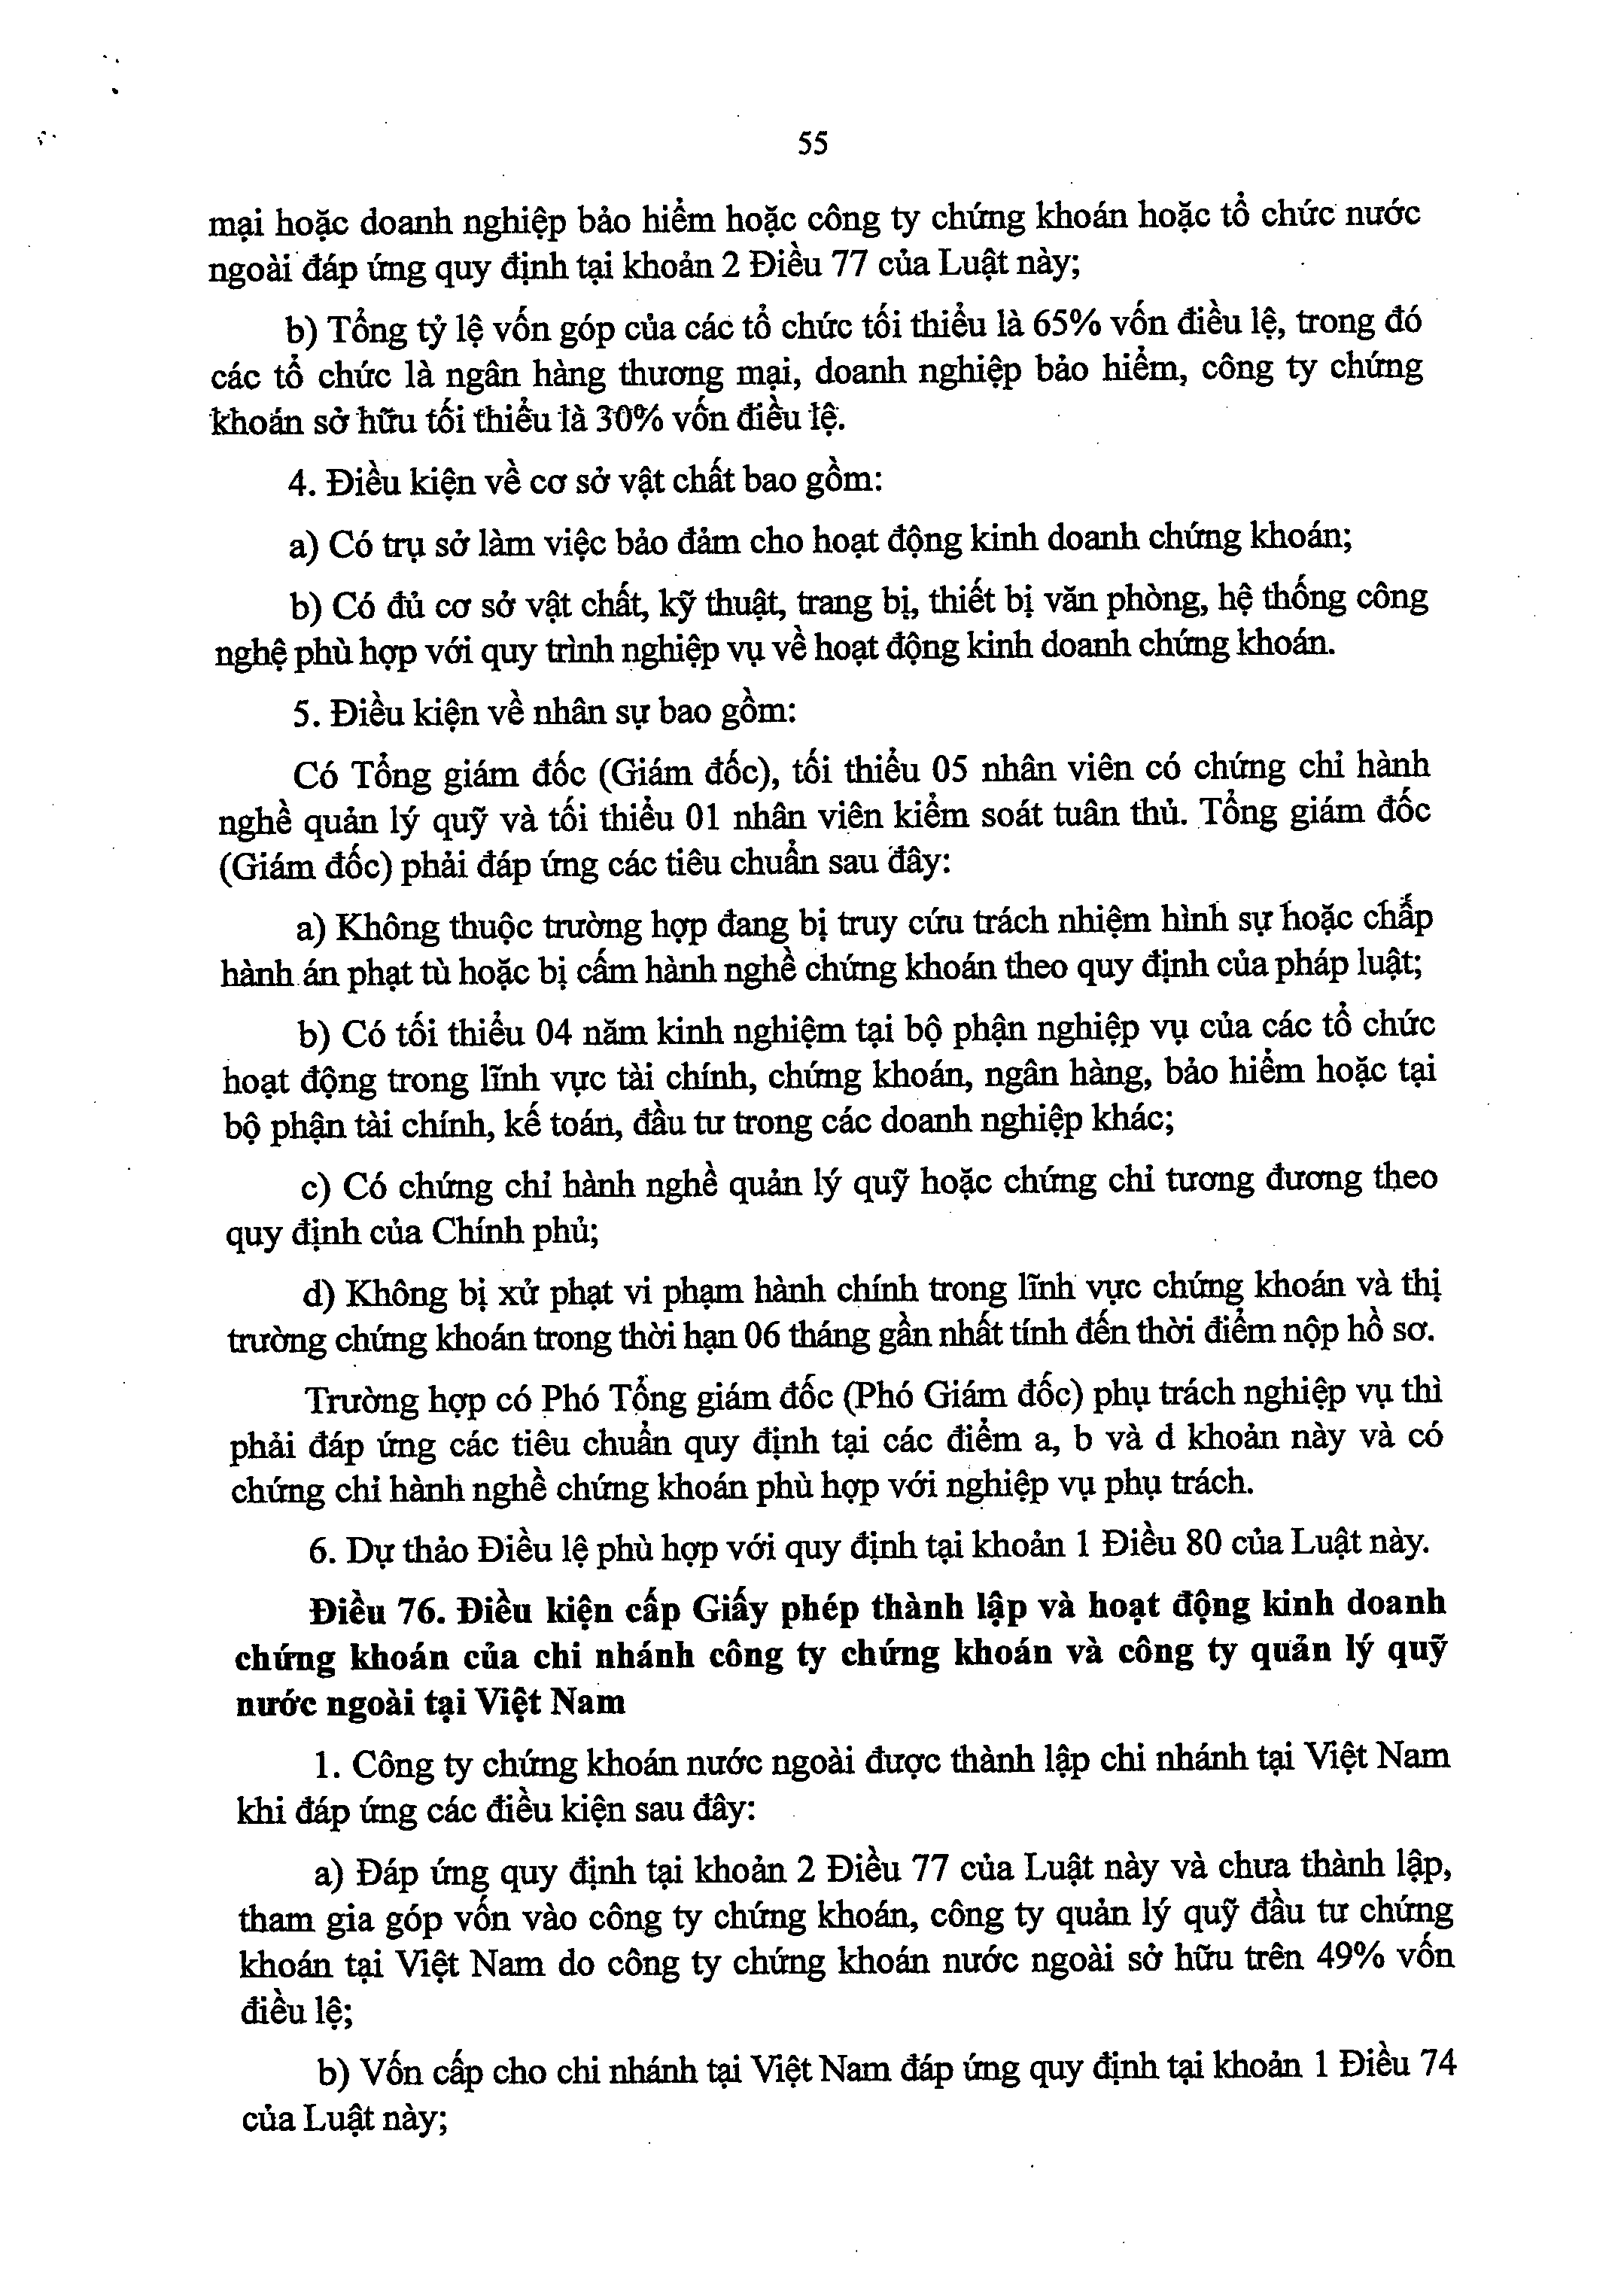 55
mại hoặc doanh nghiệp bảo hiểm hoặc công ty chứng khoán hoặc tổ chức nước
ngoài đáp ứng quy định tại khoản 2 Điều 77 của Luật này;
b) Tổng tỷ lệ vốn góp của các tổ chức tối thiểu là 65% vốn điều lệ, trong đó
các tổ chức là ngân hàng thương mại, doanh nghiệp bảo hiểm, công ty chứng
khoán sở hữu tối thiểu là 30% vốn điều lệ.
4. Điều kiện về cơ sở vật chất bao gồm:
a) Có trụ sở làm việc bảo đảm cho hoạt động kinh doanh chứng khoán;
b) Có đủ cơ sở vật chất, kỹ thuật, trang bị, thiết bị văn phòng, hệ thống công
nghệ phù hợp với quy trình nghiệp vụ về hoạt động kinh doanh chứng khoán.
5. Điều kiện về nhân sự bao gồm:
Có Tổng giám đốc (Giám đốc), tối thiểu 05 nhân viên có chứng chỉ hành
nghề quản lý quỹ và tối thiểu 01 nhân viên kiểm soát tuân thủ. Tổng giám đốc
(Giám đốc) phải đáp ứng các tiêu chuẩn sau đây:
a) Không thuộc trường hợp đang bị truy cứu trách nhiệm hình sự hoặc chấp
hành án phạt tù hoặc bị cấm hành nghề chứng khoán theo quy định của pháp luật;
b) Có tối thiểu 04 năm kinh nghiệm tại bộ phận nghiệp vụ của các tổ chức
hoạt động trong lĩnh vực tài chính, chứng khoán, ngân hàng, bảo hiểm hoặc tại
bộ phận tài chính, kế toán, đầu tư trong các doanh nghiệp khác;
c) Có chứng chỉ hành nghề quản lý quỹ hoặc chứng chỉ tương đương theo
quy định của Chính phủ;
d) Không bị xử phạt vi phạm hành chính trong lĩnh vực chứng khoán và thị
trường chứng khoán trong thời hạn 06 tháng gần nhất tính đến thời điểm nộp hồ sơ.
Trường hợp có Phó Tổng giám đốc (Phó Giám đốc) phụ trách nghiệp vụ thì
phải đáp ứng các tiêu chuẩn quy định tại các điểm a, b và d khoản này và có
chứng chỉ hành nghề chứng khoán phù hợp với nghiệp vụ phụ trách.
6. Dự thảo Điều lệ phù hợp với quy định tại khoản 1 Điều 80 của Luật này.
Điều 76. Điều kiện cấp Giấy phép thành lập và hoạt động kinh doanh
chứng khoán của chi nhánh công ty chứng khoán và công ty quản lý quỹ
nước ngoài tại Việt Nam
1. Công ty chứng khoán nước ngoài được thành lập chi nhánh tại Việt Nam
khi đáp ứng các điều kiện sau đây:
a) Đáp ứng quy định tại khoản 2 Điều 77 của Luật này và chưa thành lập,
tham gia góp vốn vào công ty chứng khoán, công ty quản lý quỹ đầu tư chứng
khoán tại Việt Nam do công ty chứng khoán nước ngoài sở hữu trên 49% vốn
điều lệ;
b) Vốn cấp cho chi nhánh tại Việt Nam đáp ứng quy định tại khoản 1 Điều 74
của Luật này;